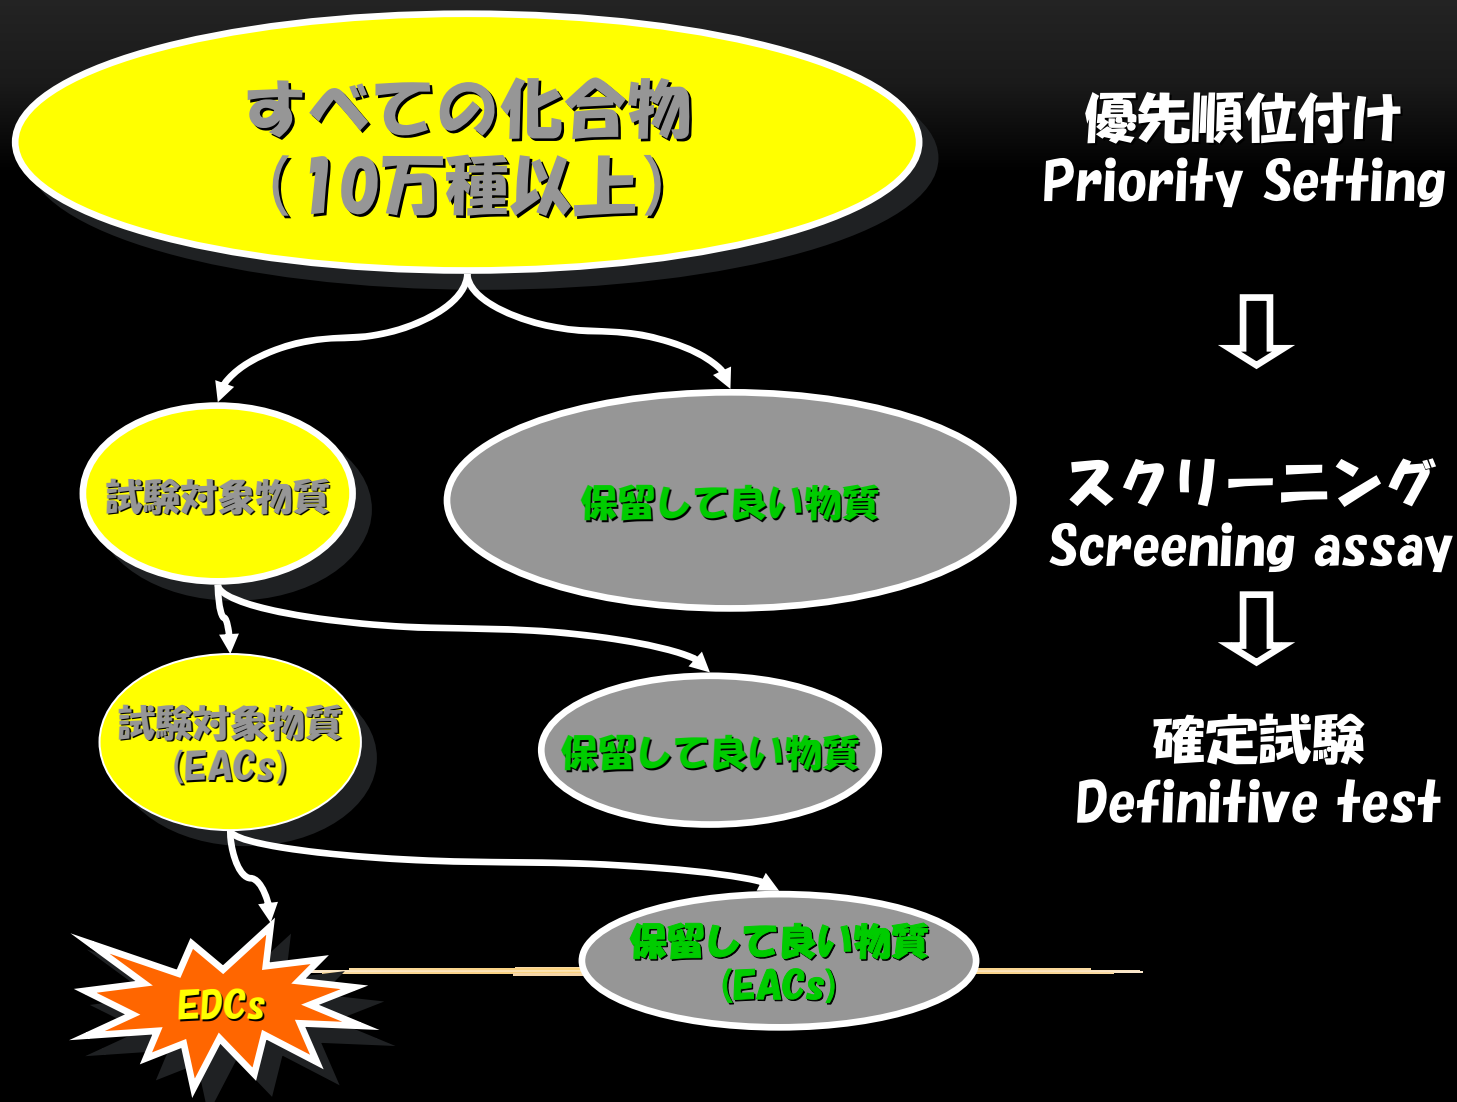 すべての化合物
（10万種以上）
優先順位付け
Priority Setting
試験対象物質
保留して良い物質
スクリーニング
Screening assay
試験対象物質
(EACs)
保留して良い物質
確定試験
Definitive test
保留して良い物質
(EACs)
EDCs